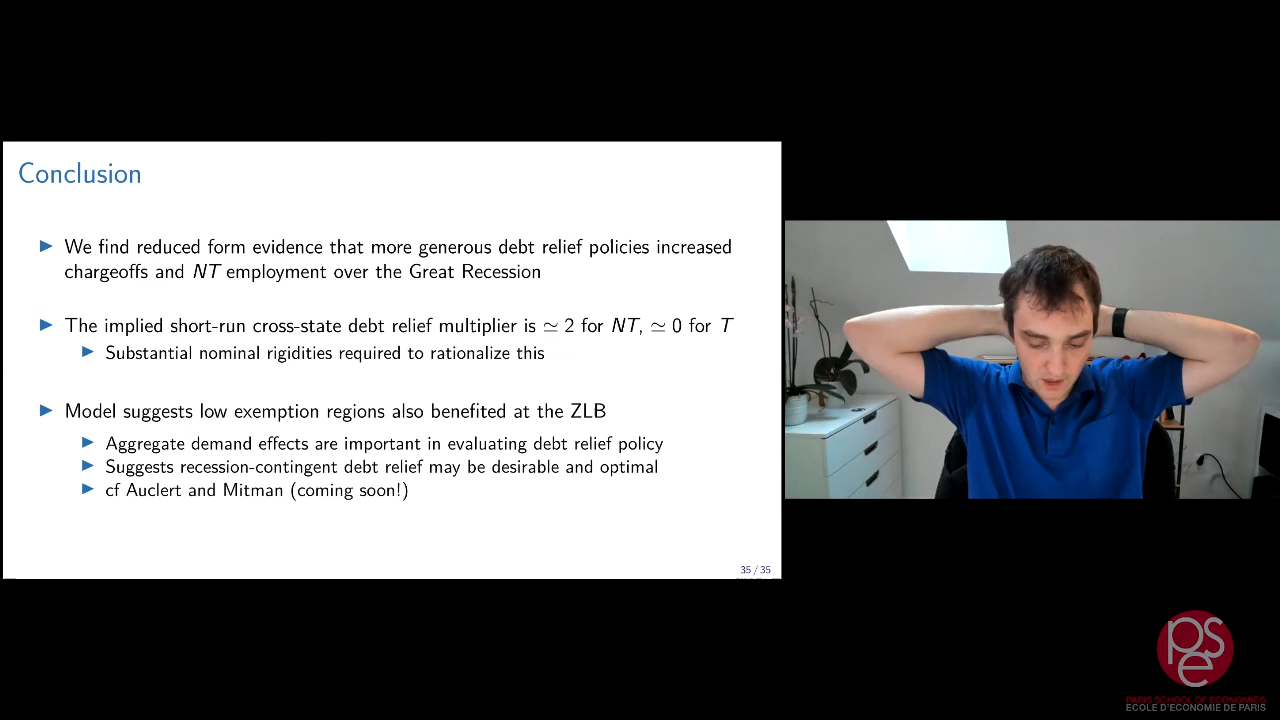 Conclusion
▶ We find reduced form evidence that more generous debt relief policies increased
chargeoffs and NT employment over the Great Recession
▶ The implied short-run cross-state debt relief multiplier is ≃ 2 for NT, ≃ 0 for T
▶ Substantial nominal rigidities required to rationalize this
▶ Model suggests low exemption regions also benefited at the ZLB
▶ Aggregate demand effects are important in evaluating debt relief policy
▶ Suggests recession-contingent debt relief may be desirable and optimal
▶ cf Auclert and Mitman (coming soon!)
35 / 35
pse
PARIS SCHOOL OF ECONOMICS
ECOLE D'ECONOMIE DE PARIS